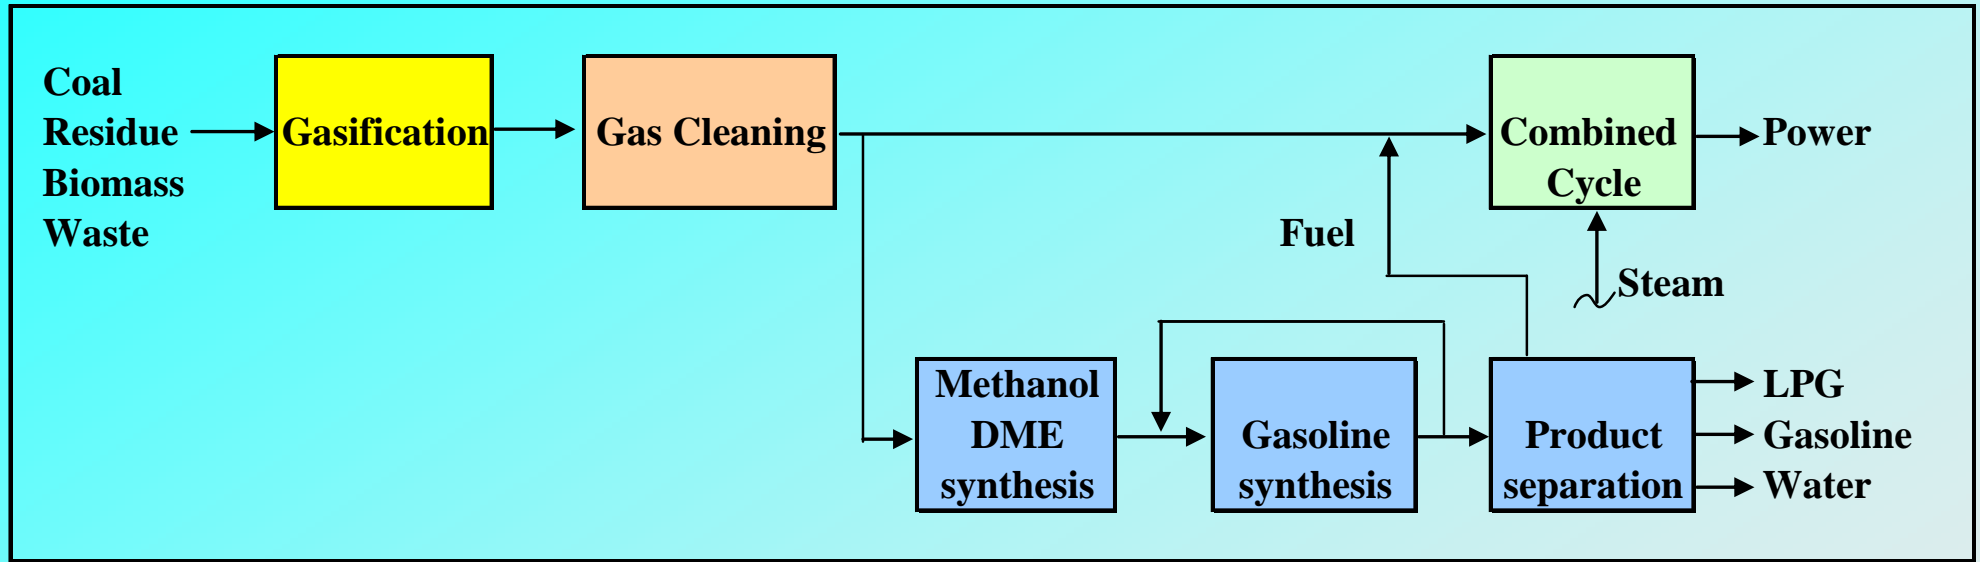 Coal
Residue
Biomass
Waste
Gasification
Gas Cleaning
Combined
Cycle
Power
Fuel
Steam
Methanol
DME
synthesis
Gasoline
synthesis
Product
separation
LPG
Gasoline
Water